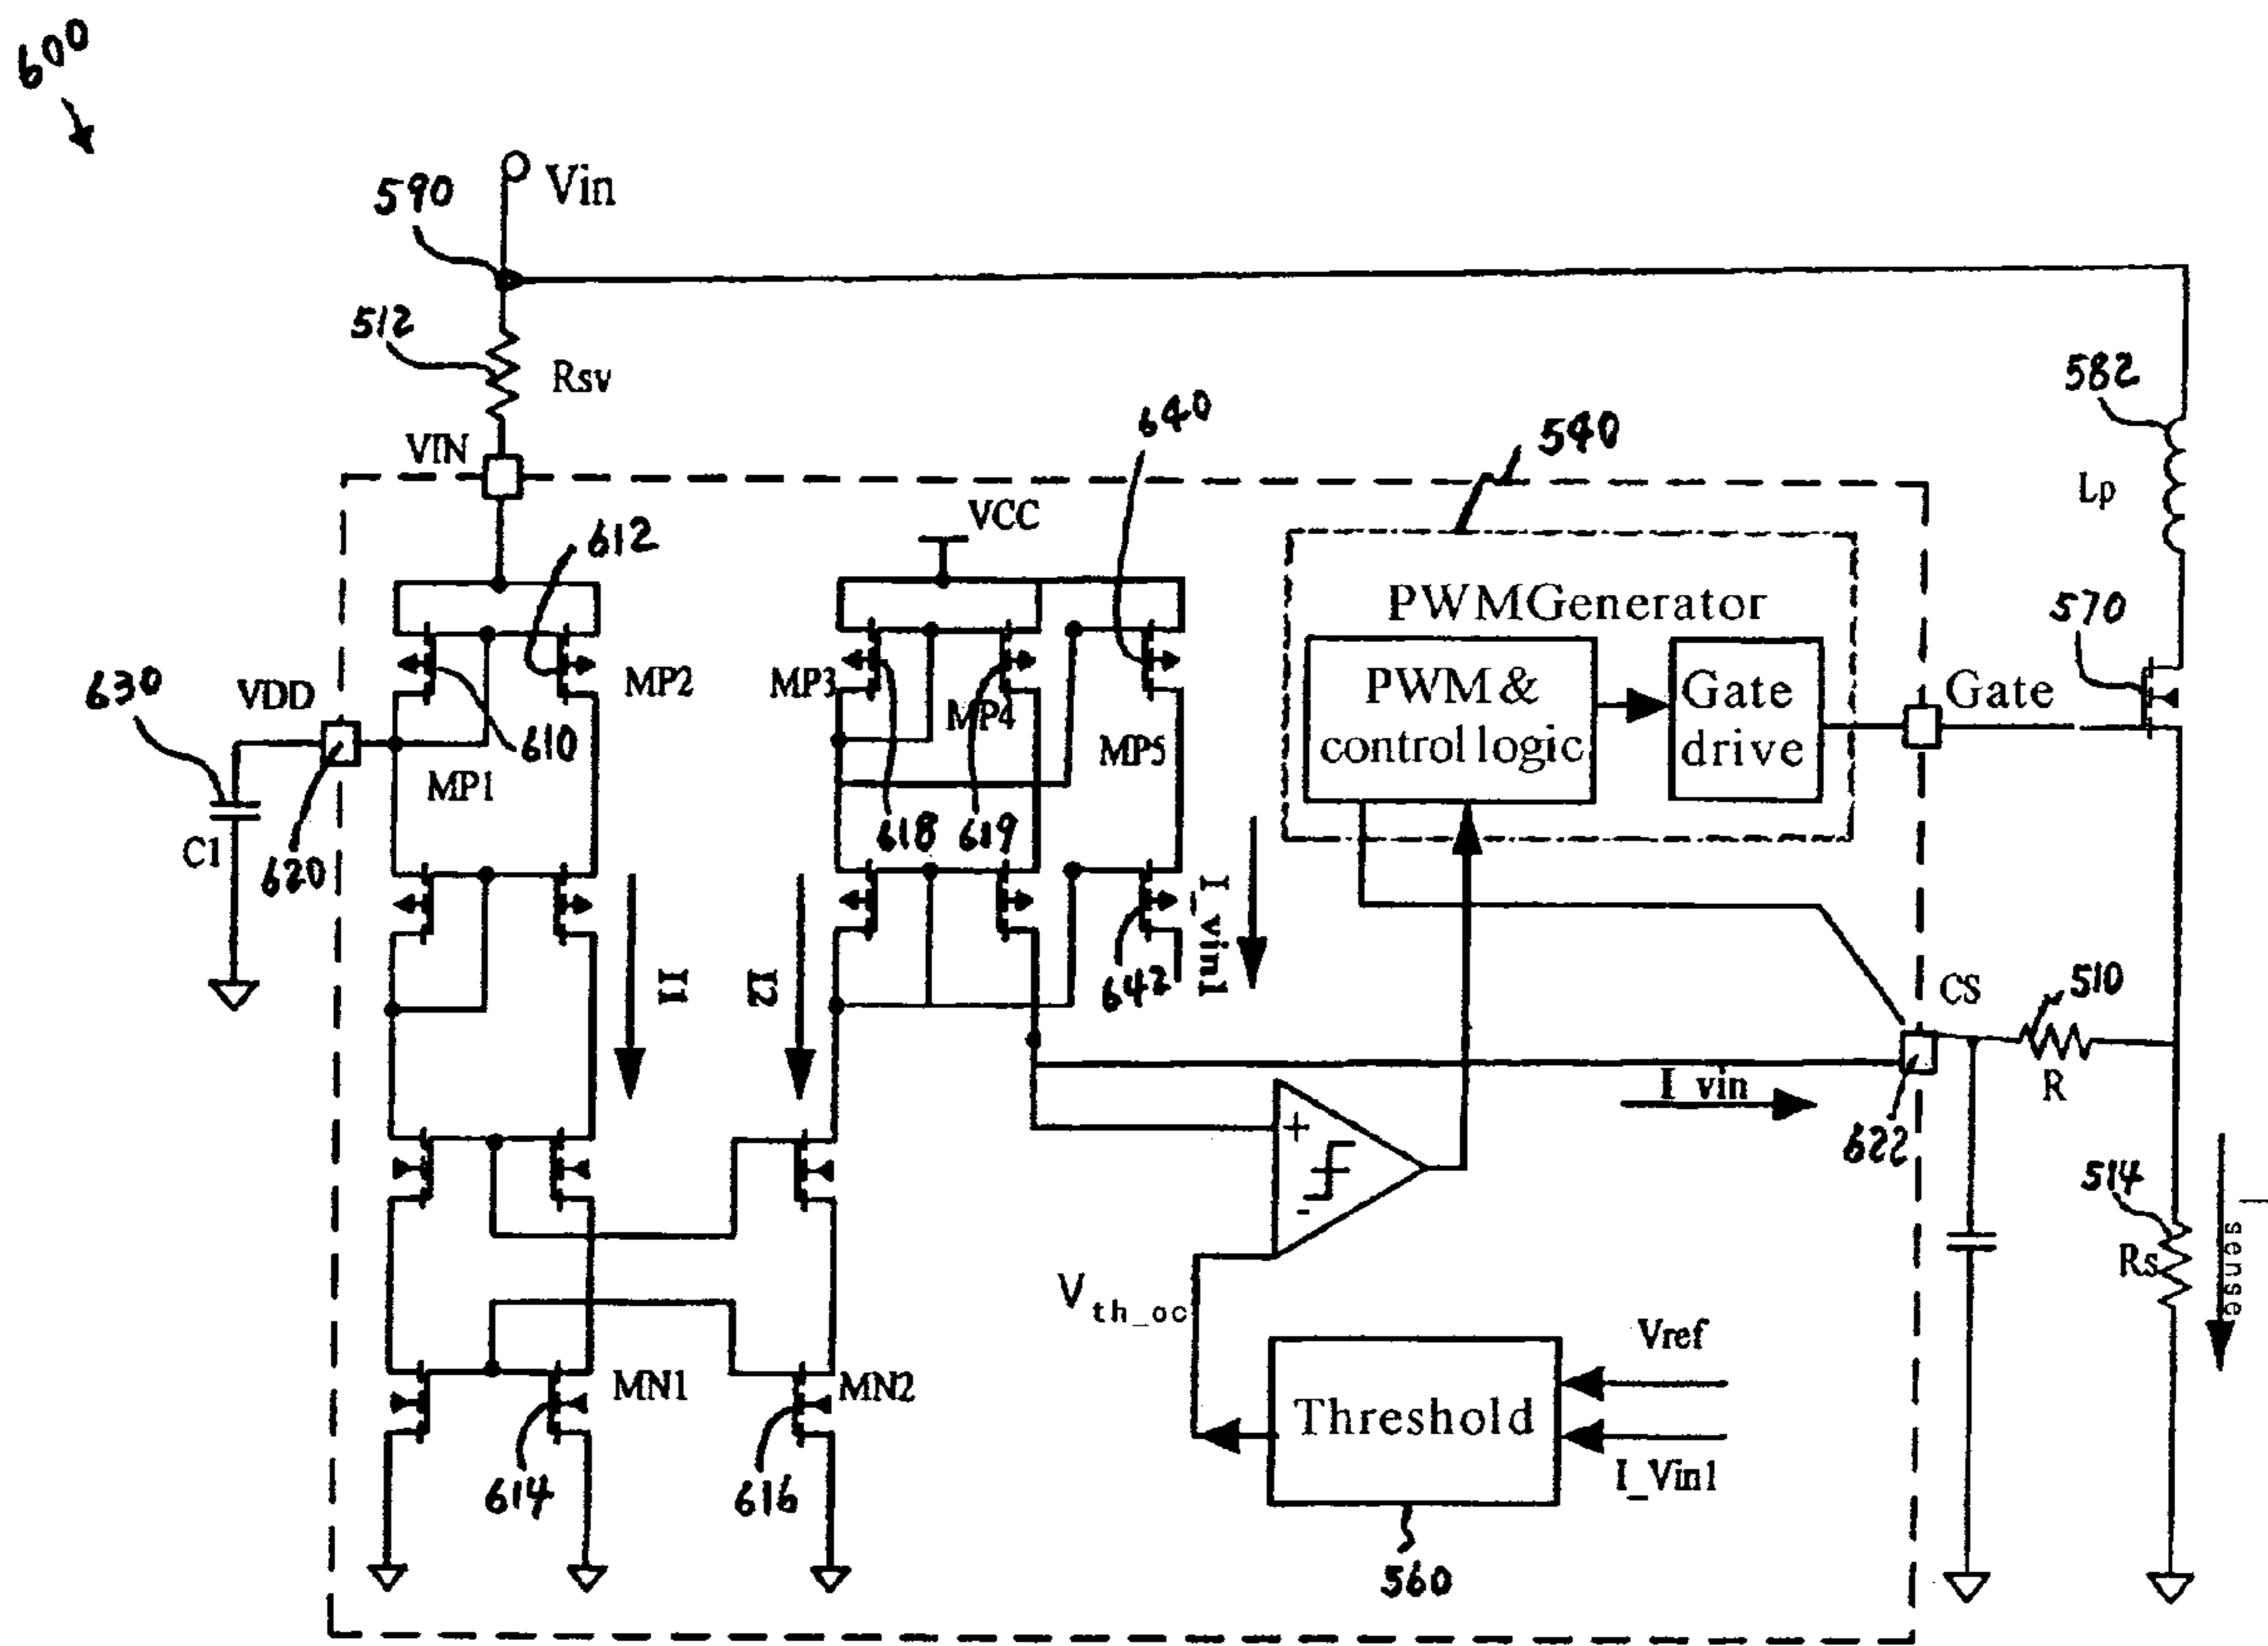 600
590
Vin
512
Rsv
582
Lp
640
540
VIN
VCC
612
PWMGenerator
570
630
VDD
MP2
MP3
MP4
PWM &
control logic
Gate
drive
Gate
610
MP1
MP5
C1
620
618
619
I1
I2
I_vin1
642
CS
510
R
I_vin
622
+
-
514
Rs
I_sense
Vth_oc
Vref
MN1
MN2
Threshold
614
616
I_Vin1
560